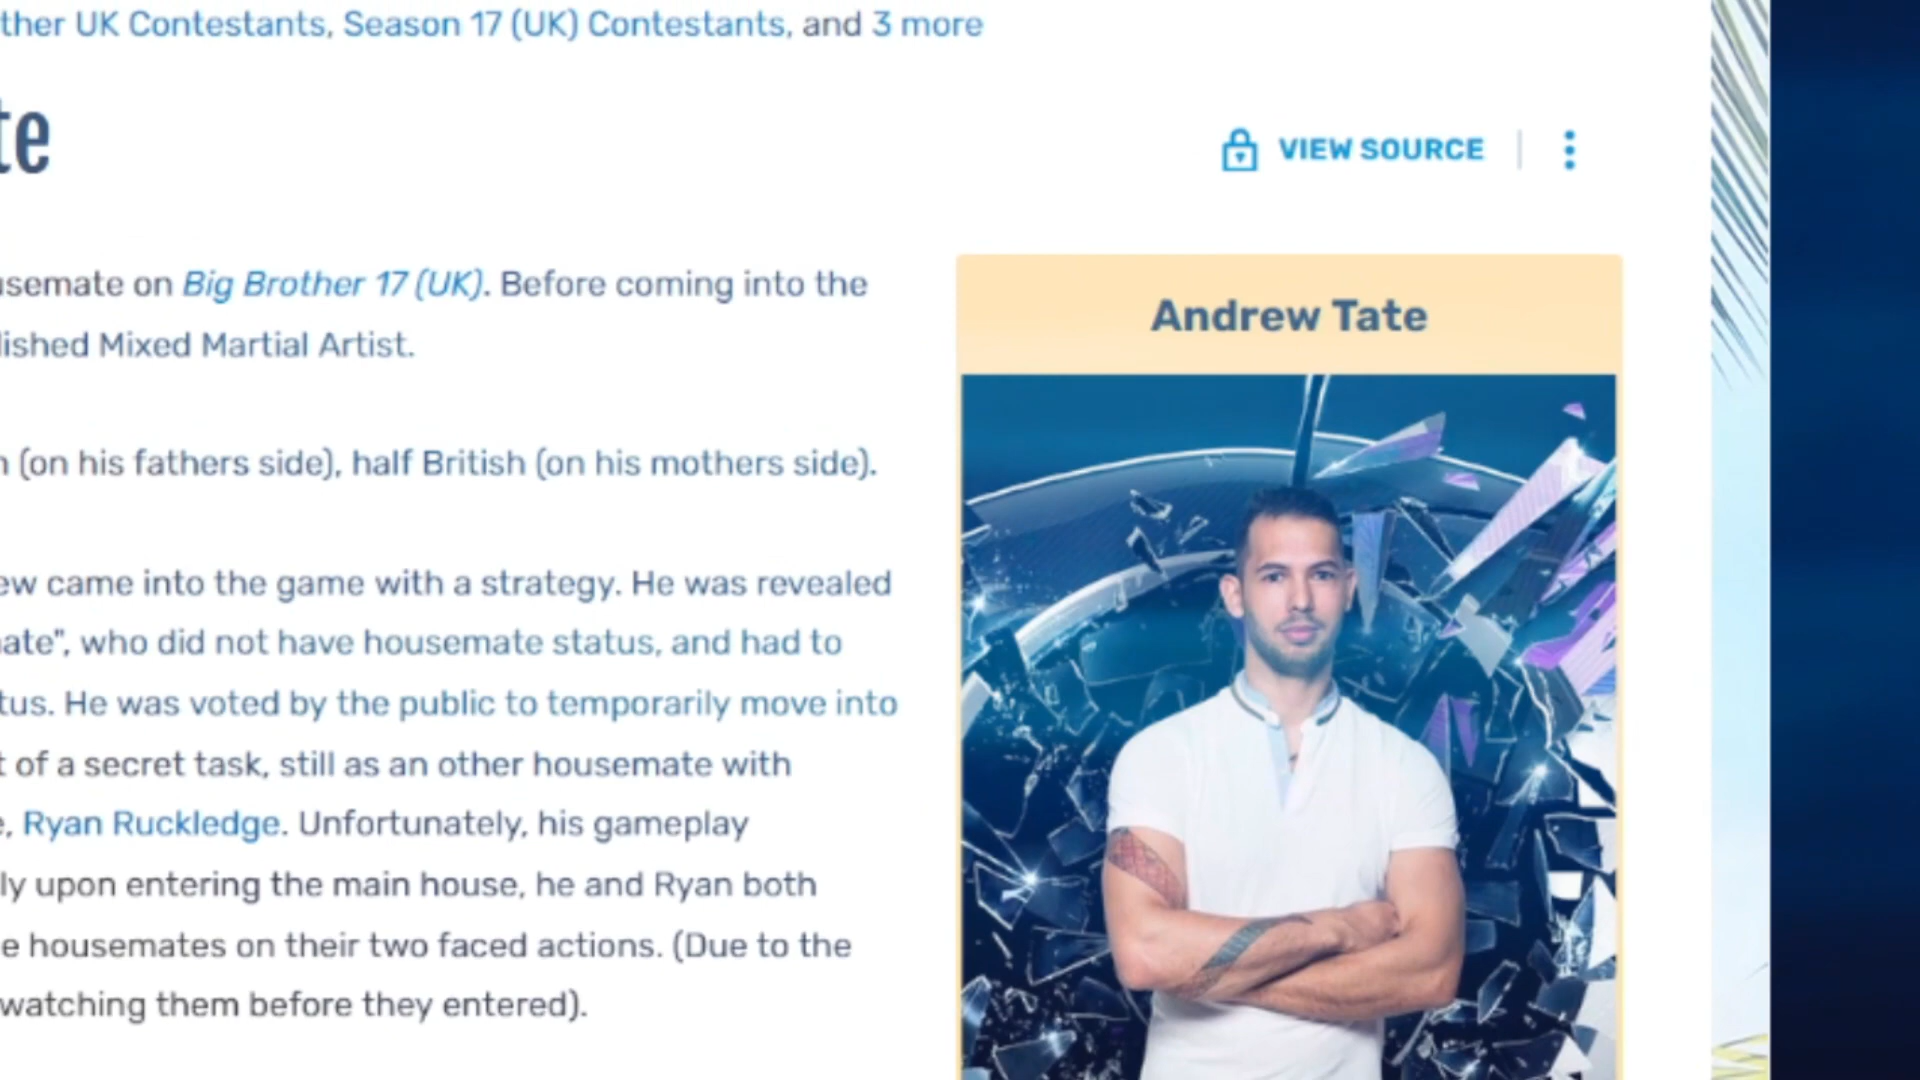 ther UK Contestants, Season 17 (UK) Contestants, and 3 more
te
VIEW SOURCE
usemate on Big Brother 17 (UK). Before coming into the
lished Mixed Martial Artist.
n (on his fathers side), half British (on his mothers side).
ew came into the game with a strategy. He was revealed
nate", who did not have housemate status, and had to
tus. He was voted by the public to temporarily move into
t of a secret task, still as an other housemate with
e, Ryan Ruckledge. Unfortunately, his gameplay
ly upon entering the main house, he and Ryan both
e housemates on their two faced actions. (Due to the
watching them before they entered).
Andrew Tate